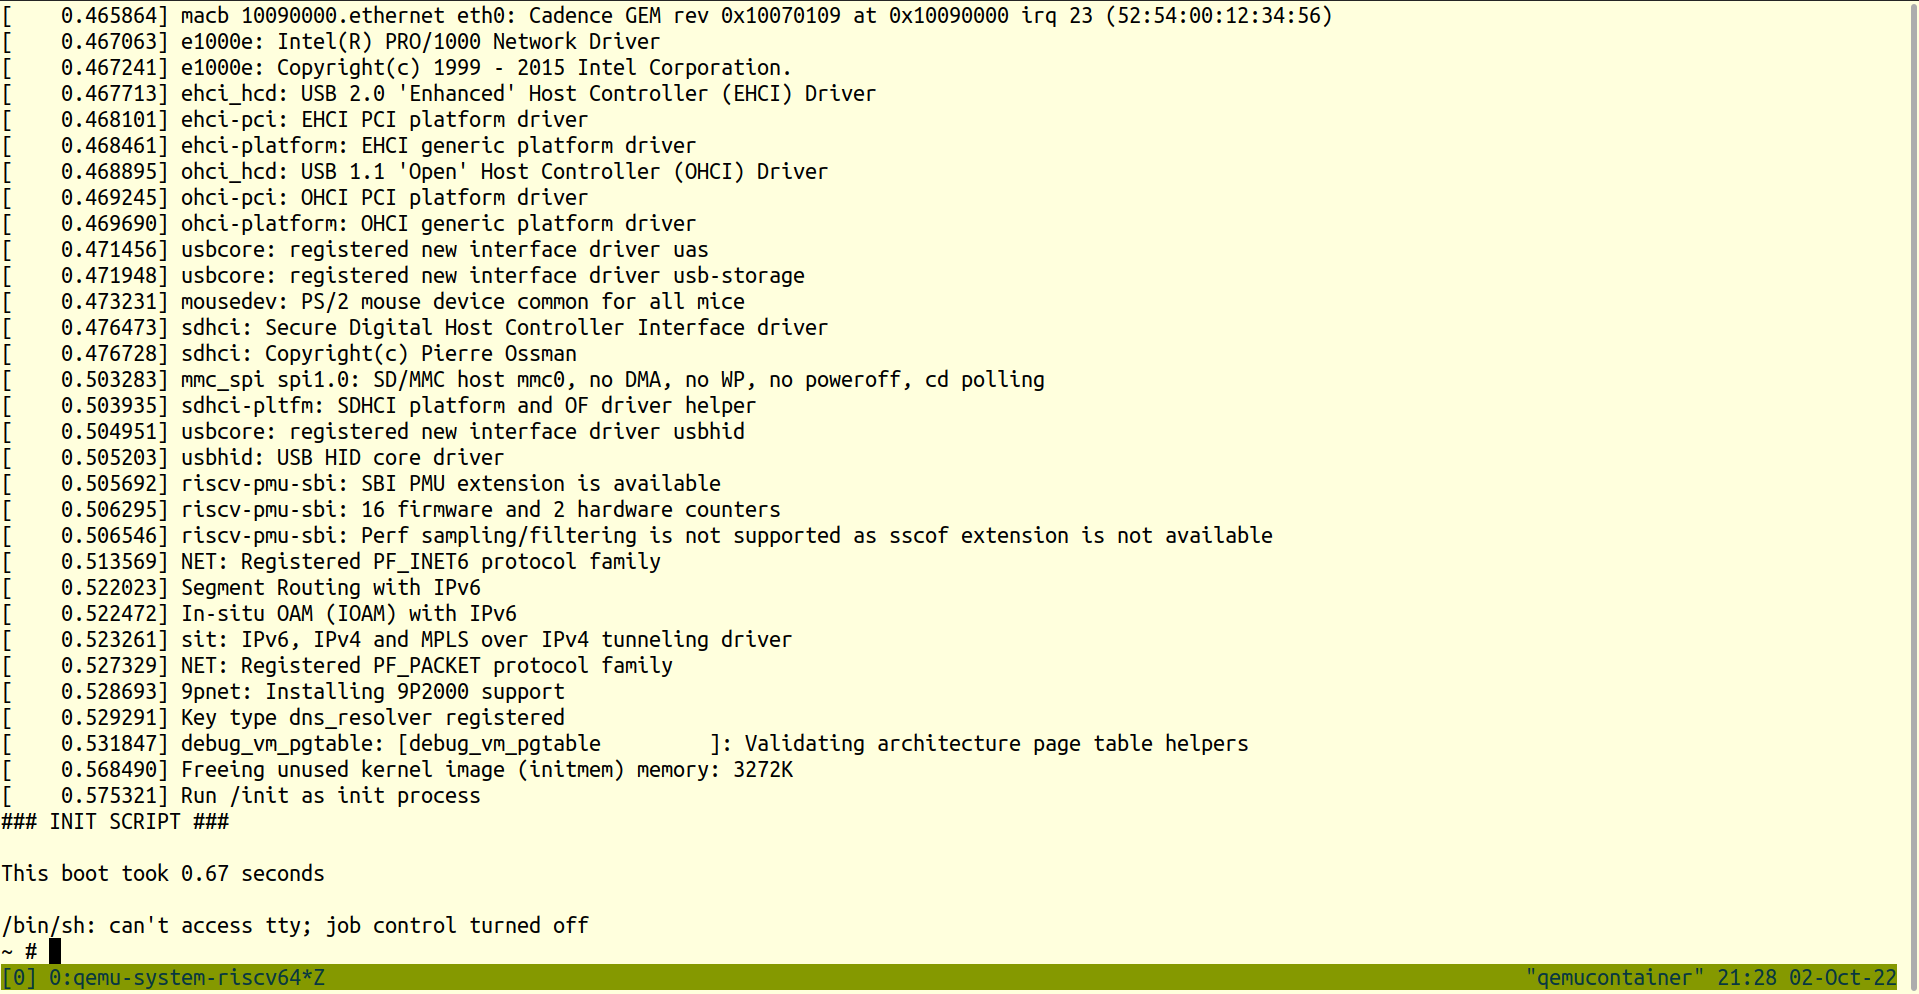 [    0.465864] macb 10090000.ethernet eth0: Cadence GEM rev 0x10070109 at 0x10090000 irq 23 (52:54:00:12:34:56)
[    0.467063] e1000e: Intel(R) PRO/1000 Network Driver
[    0.467241] e1000e: Copyright(c) 1999 - 2015 Intel Corporation.
[    0.467713] ehci_hcd: USB 2.0 'Enhanced' Host Controller (EHCI) Driver
[    0.468101] ehci-pci: EHCI PCI platform driver
[    0.468461] ehci-platform: EHCI generic platform driver
[    0.468895] ohci_hcd: USB 1.1 'Open' Host Controller (OHCI) Driver
[    0.469245] ohci-pci: OHCI PCI platform driver
[    0.469690] ohci-platform: OHCI generic platform driver
[    0.471456] usbcore: registered new interface driver uas
[    0.471948] usbcore: registered new interface driver usb-storage
[    0.473231] mousedev: PS/2 mouse device common for all mice
[    0.476473] sdhci: Secure Digital Host Controller Interface driver
[    0.476728] sdhci: Copyright(c) Pierre Ossman
[    0.503283] mmc_spi spi1.0: SD/MMC host mmc0, no DMA, no WP, no poweroff, cd polling
[    0.503935] sdhci-pltfm: SDHCI platform and OF driver helper
[    0.504951] usbcore: registered new interface driver usbhid
[    0.505203] usbhid: USB HID core driver
[    0.505692] riscv-pmu-sbi: SBI PMU extension is available
[    0.506295] riscv-pmu-sbi: 16 firmware and 2 hardware counters
[    0.506546] riscv-pmu-sbi: Perf sampling/filtering is not supported as sscof extension is not available
[    0.513569] NET: Registered PF_INET6 protocol family
[    0.522023] Segment Routing with IPv6
[    0.522472] In-situ OAM (IOAM) with IPv6
[    0.523261] sit: IPv6, IPv4 and MPLS over IPv4 tunneling driver
[    0.527329] NET: Registered PF_PACKET protocol family
[    0.528693] 9pnet: Installing 9P2000 support
[    0.529291] Key type dns_resolver registered
[    0.531847] debug_vm_pgtable: [debug_vm_pgtable         ]: Validating architecture page table helpers
[    0.568490] Freeing unused kernel image (initmem) memory: 3272K
[    0.575321] Run /init as init process
### INIT SCRIPT ###
This boot took 0.67 seconds
/bin/sh: can't access tty; job control turned off
~ #
[0] 0:qemu-system-riscv64*Z "qemucontainer" 21:28 02-Oct-22